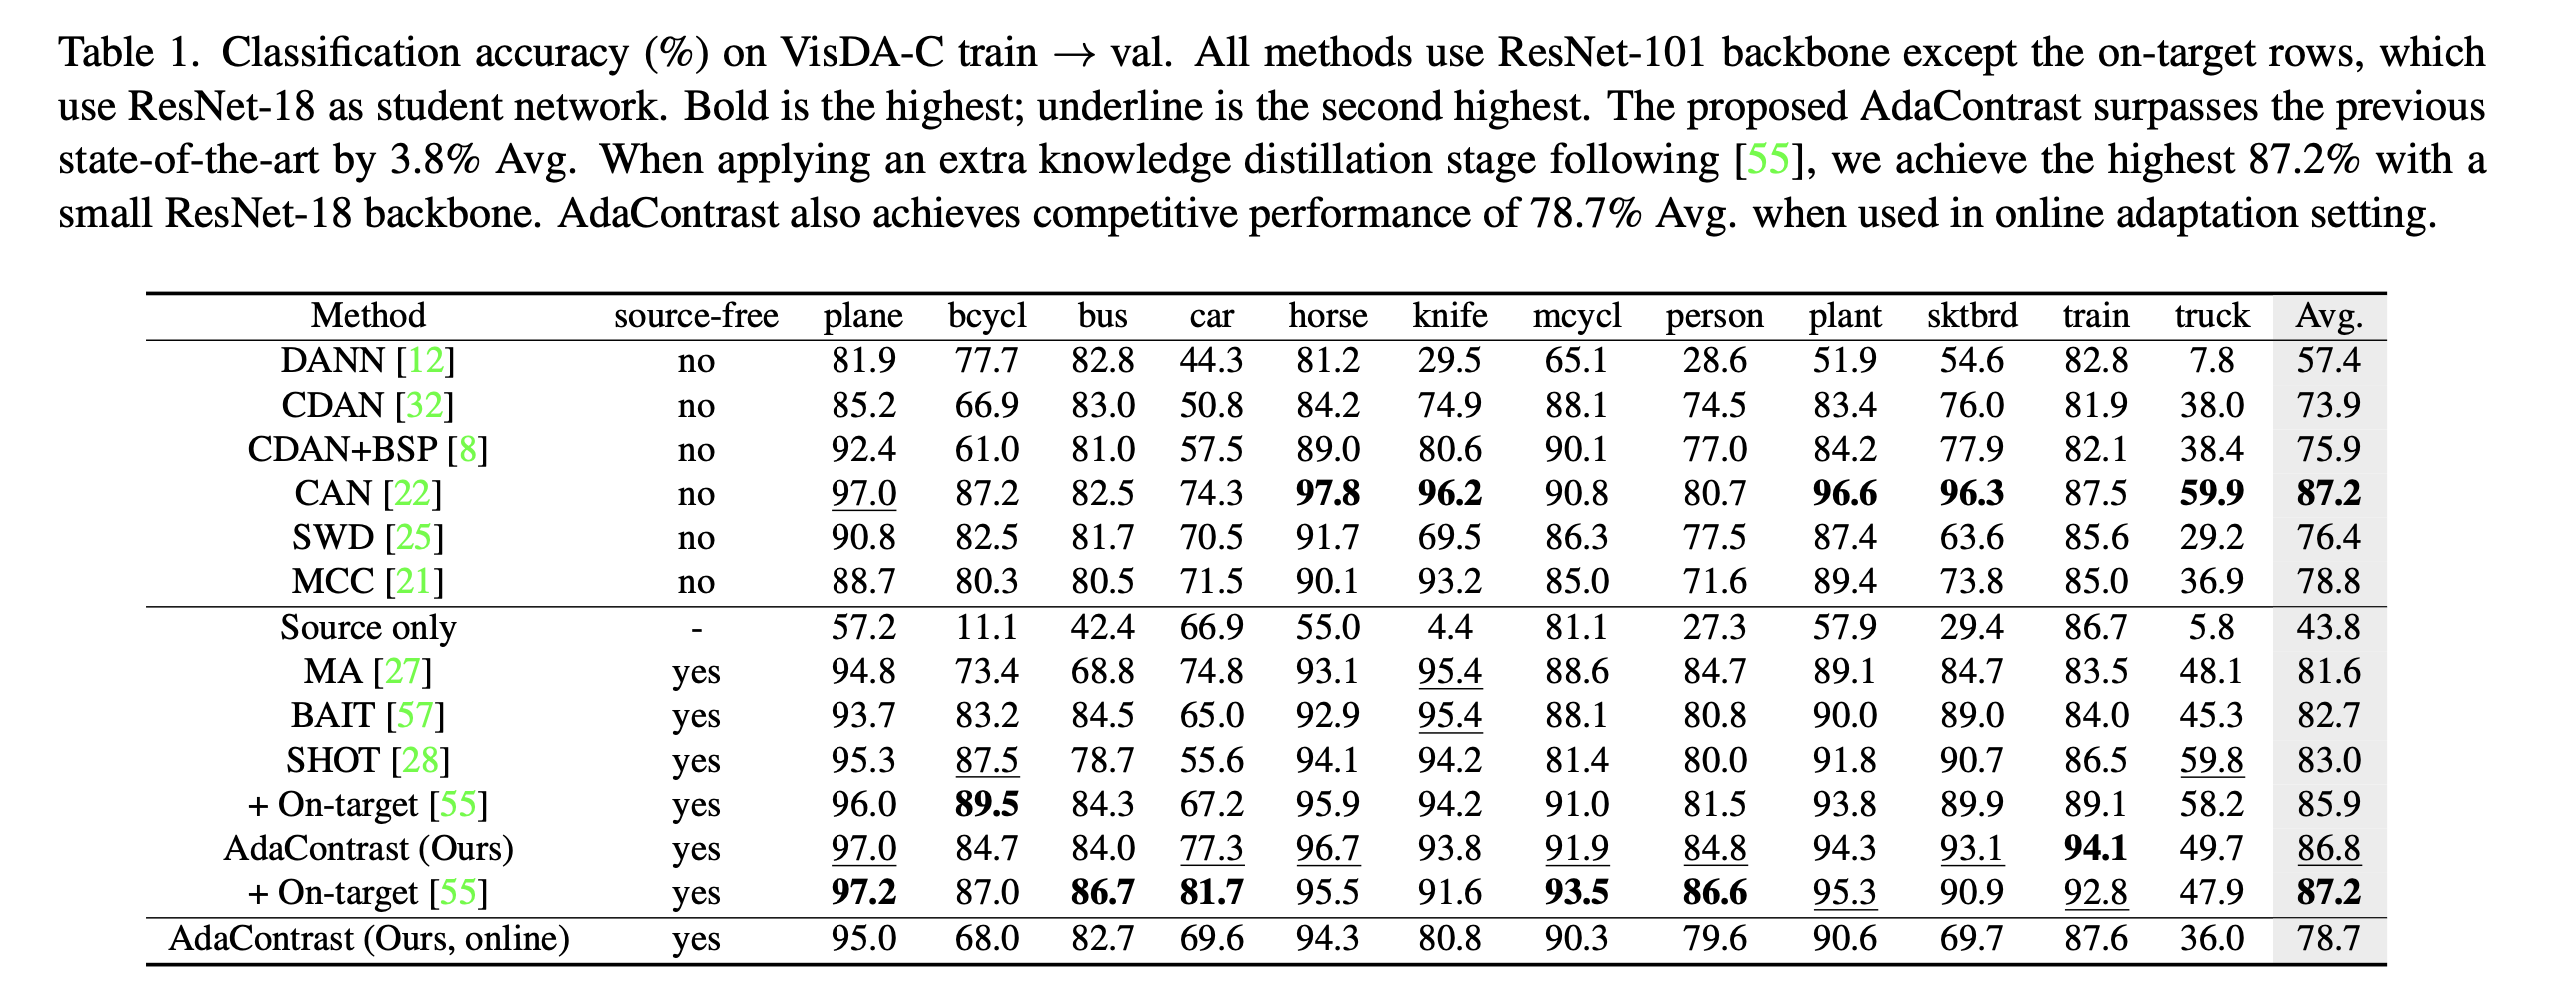 Table 1. Classification accuracy (%) on VisDA-C train → val. All methods use ResNet-101 backbone except the on-target rows, which
use ResNet-18 as student network. Bold is the highest; underline is the second highest. The proposed AdaContrast surpasses the previous
state-of-the-art by 3.8% Avg. When applying an extra knowledge distillation stage following [55], we achieve the highest 87.2% with a
small ResNet-18 backbone. AdaContrast also achieves competitive performance of 78.7% Avg. when used in online adaptation setting.
Method source-free plane bcycl bus car horse knife mcycl person plant sktbrd train truck Avg.
DANN [12] no 81.9 77.7 82.8 44.3 81.2 29.5 65.1 28.6 51.9 54.6 82.8 7.8 57.4
CDAN [32] no 85.2 66.9 83.0 50.8 84.2 74.9 88.1 74.5 83.4 76.0 81.9 38.0 73.9
CDAN+BSP [8] no 92.4 61.0 81.0 57.5 89.0 80.6 90.1 77.0 84.2 77.9 82.1 38.4 75.9
CAN [22] no 97.0 87.2 82.5 74.3 97.8 96.2 90.8 80.7 96.6 96.3 87.5 59.9 87.2
SWD [25] no 90.8 82.5 81.7 70.5 91.7 69.5 86.3 77.5 87.4 63.6 85.6 29.2 76.4
MCC [21] no 88.7 80.3 80.5 71.5 90.1 93.2 85.0 71.6 89.4 73.8 85.0 36.9 78.8
Source only - 57.2 11.1 42.4 66.9 55.0 4.4 81.1 27.3 57.9 29.4 86.7 5.8 43.8
MA [27] yes 94.8 73.4 68.8 74.8 93.1 95.4 88.6 84.7 89.1 84.7 83.5 48.1 81.6
BAIT [57] yes 93.7 83.2 84.5 65.0 92.9 95.4 88.1 80.8 90.0 89.0 84.0 45.3 82.7
SHOT [28] yes 95.3 87.5 78.7 55.6 94.1 94.2 81.4 80.0 91.8 90.7 86.5 59.8 83.0
+ On-target [55] yes 96.0 89.5 84.3 67.2 95.9 94.2 91.0 81.5 93.8 89.9 89.1 58.2 85.9
AdaContrast (Ours) yes 97.0 84.7 84.0 77.3 96.7 93.8 91.9 84.8 94.3 93.1 94.1 49.7 86.8
+ On-target [55] yes 97.2 87.0 86.7 81.7 95.5 91.6 93.5 86.6 95.3 90.9 92.8 47.9 87.2
AdaContrast (Ours, online) yes 95.0 68.0 82.7 69.6 94.3 80.8 90.3 79.6 90.6 69.7 87.6 36.0 78.7